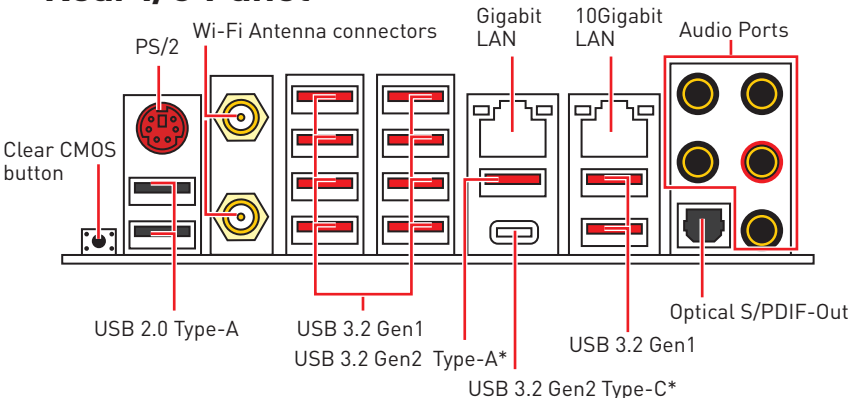 Rear I/O Panel
Gigabit
LAN
10Gigabit
LAN
Audio Ports
Wi-Fi Antenna connectors
PS/2
Clear CMOS
button
USB 2.0 Type-A
USB 3.2 Gen1
USB 3.2 Gen2 Type-A*
USB 3.2 Gen2 Type-C*
USB 3.2 Gen1
Optical S/PDIF-Out